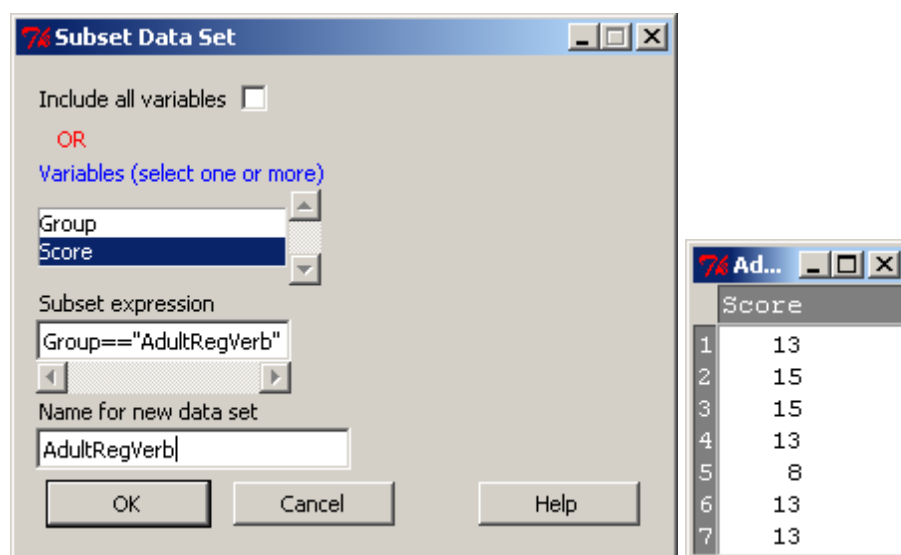 Subset Data Set
Include all variables
OR
Variables (select one or more)
Group
Score
Subset expression
Group=="AdultRegVerb"
Name for new data set
AdultRegVerb
OK Cancel Help
Ad...
Score
1 13
2 15
3 15
4 13
5 8
6 13
7 13